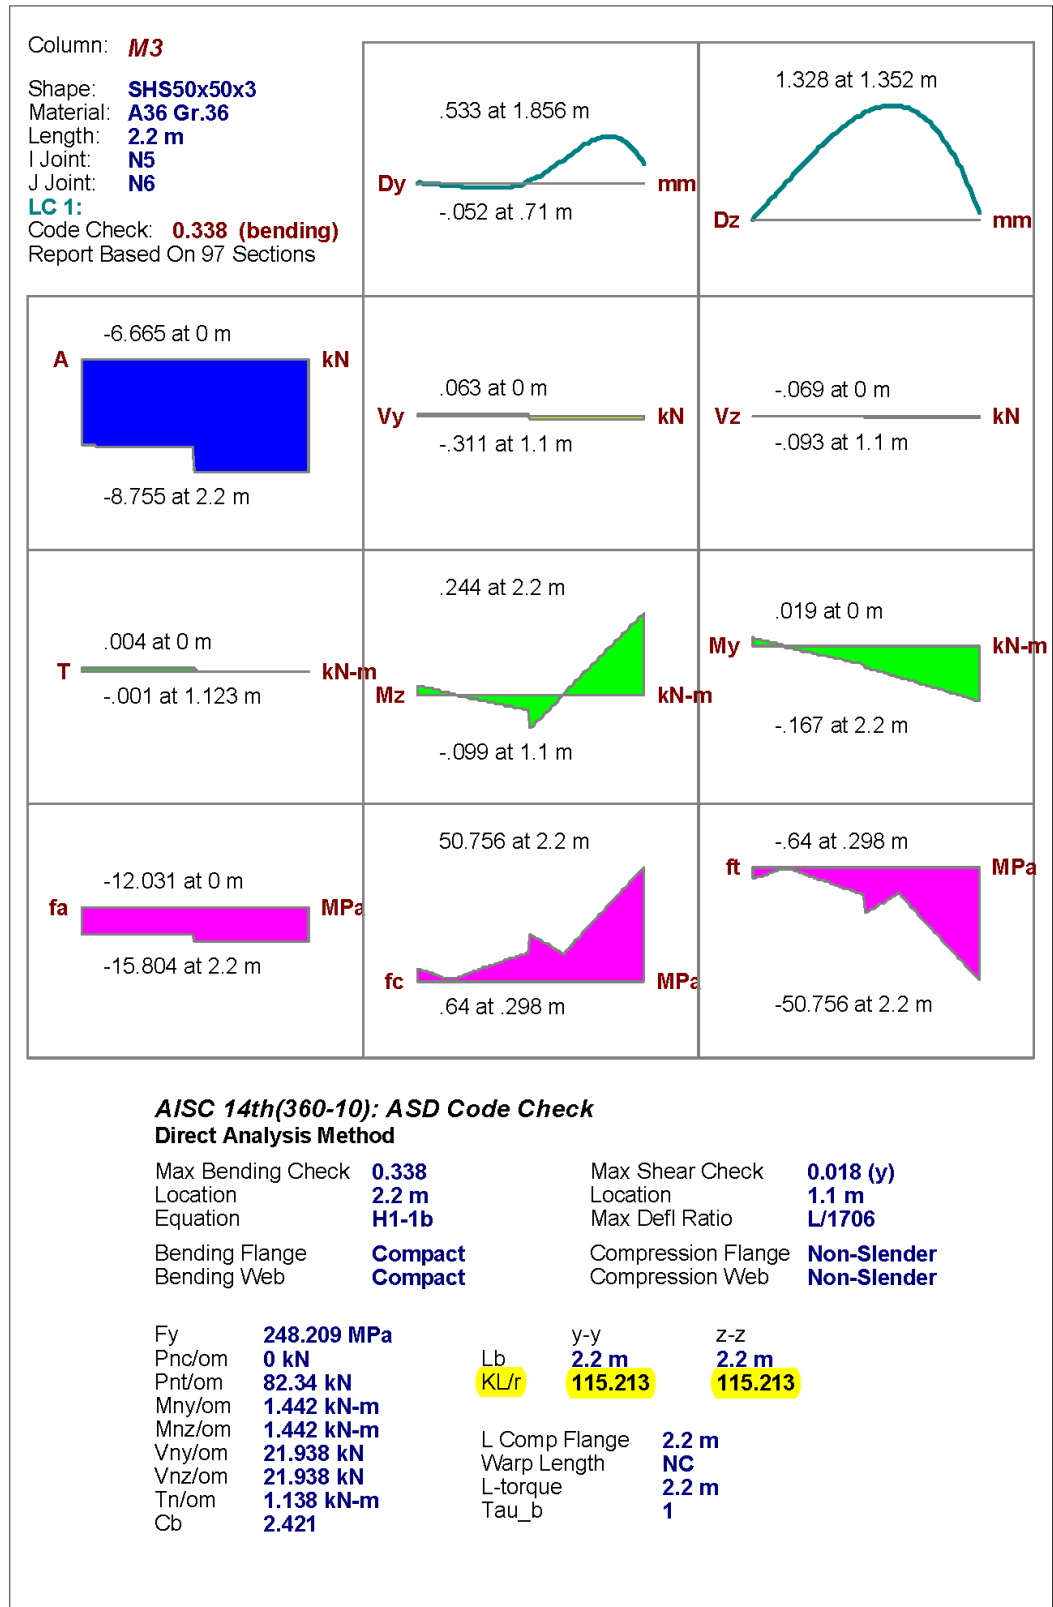 Column: M3
Shape: SHS50x50x3
Material: A36 Gr.36
Length: 2.2 m
I Joint: N5
J Joint: N6
LC 1:
Code Check: 0.338 (bending)
Report Based On 97 Sections
.533 at 1.856 m
Dy mm
-.052 at .71 m
1.328 at 1.352 m
Dz mm
-6.665 at 0 m
A kN
-8.755 at 2.2 m
.063 at 0 m
Vy kN
-.311 at 1.1 m
-.069 at 0 m
Vz kN
-.093 at 1.1 m
.004 at 0 m
T kN-m
-.001 at 1.123 m
.244 at 2.2 m
Mz kN-m
-.099 at 1.1 m
.019 at 0 m
My kN-m
-.167 at 2.2 m
-12.031 at 0 m
fa MPa
-15.804 at 2.2 m
50.756 at 2.2 m
fc MPa
.64 at .298 m
-.64 at .298 m
ft MPa
-50.756 at 2.2 m
AISC 14th(360-10): ASD Code Check
Direct Analysis Method
Max Bending Check 0.338 Max Shear Check 0.018 (y)
Location 2.2 m Location 1.1 m
Equation H1-1b Max Defl Ratio L/1706
Bending Flange Compact Compression Flange Non-Slender
Bending Web Compact Compression Web Non-Slender
Fy 248.209 MPa y-y z-z
Pnc/om 0 kN Lb 2.2 m 2.2 m
Pnt/om 82.34 kN KL/r 115.213 115.213
Mny/om 1.442 kN-m
Mnz/om 1.442 kN-m L Comp Flange 2.2 m
Vny/om 21.938 kN Warp Length NC
Vnz/om 21.938 kN L-torque 2.2 m
Tn/om 1.138 kN-m Tau_b 1
Cb 2.421